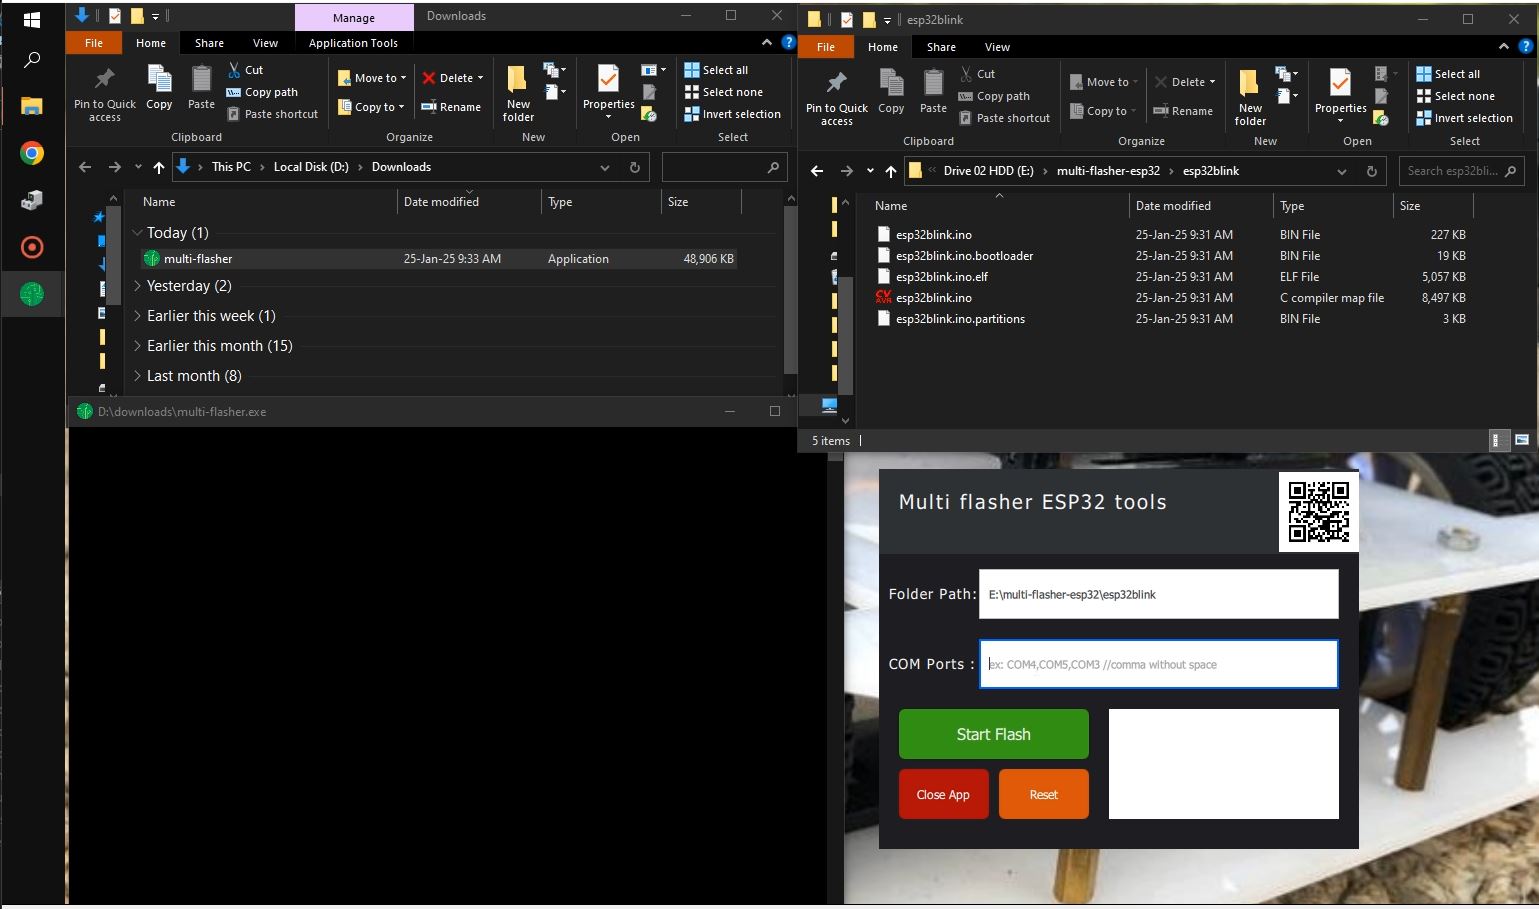 Manage
Downloads
File
Home
Share
View
Application Tools
Pin to Quick access
Copy
Paste
Cut
Copy path
Paste shortcut
Clipboard
Move to
Copy to
Delete
Rename
Organize
New folder
New
Properties
Open
Select all
Select none
Invert selection
Select
This PC > Local Disk (D:) > Downloads
Name
Date modified
Type
Size
Today (1)
multi-flasher 25-Jan-25 9:33 AM Application 48,906 KB
Yesterday (2)
Earlier this week (1)
Earlier this month (15)
Last month (8)
D:\downloads\multi-flasher.exe
esp32blink
File
Home
Share
View
Pin to Quick access
Copy
Paste
Cut
Copy path
Paste shortcut
Clipboard
Move to
Copy to
Delete
Rename
Organize
New folder
New
Properties
Open
Select all
Select none
Invert selection
Select
Drive 02 HDD (E:) > multi-flasher-esp32 > esp32blink
Search esp32bli...
Name
Date modified
Type
Size
esp32blink.ino 25-Jan-25 9:31 AM BIN File 227 KB
esp32blink.ino.bootloader 25-Jan-25 9:31 AM BIN File 19 KB
esp32blink.ino.elf 25-Jan-25 9:31 AM ELF File 5,057 KB
CV AVR
esp32blink.ino 25-Jan-25 9:31 AM C compiler map file 8,497 KB
esp32blink.ino.partitions 25-Jan-25 9:31 AM BIN File 3 KB
5 items
Multi flasher ESP32 tools
Folder Path: E:\multi-flasher-esp32\esp32blink
COM Ports : ex: COM4,COM5,COM3 //comma without space
Start Flash
Close App
Reset